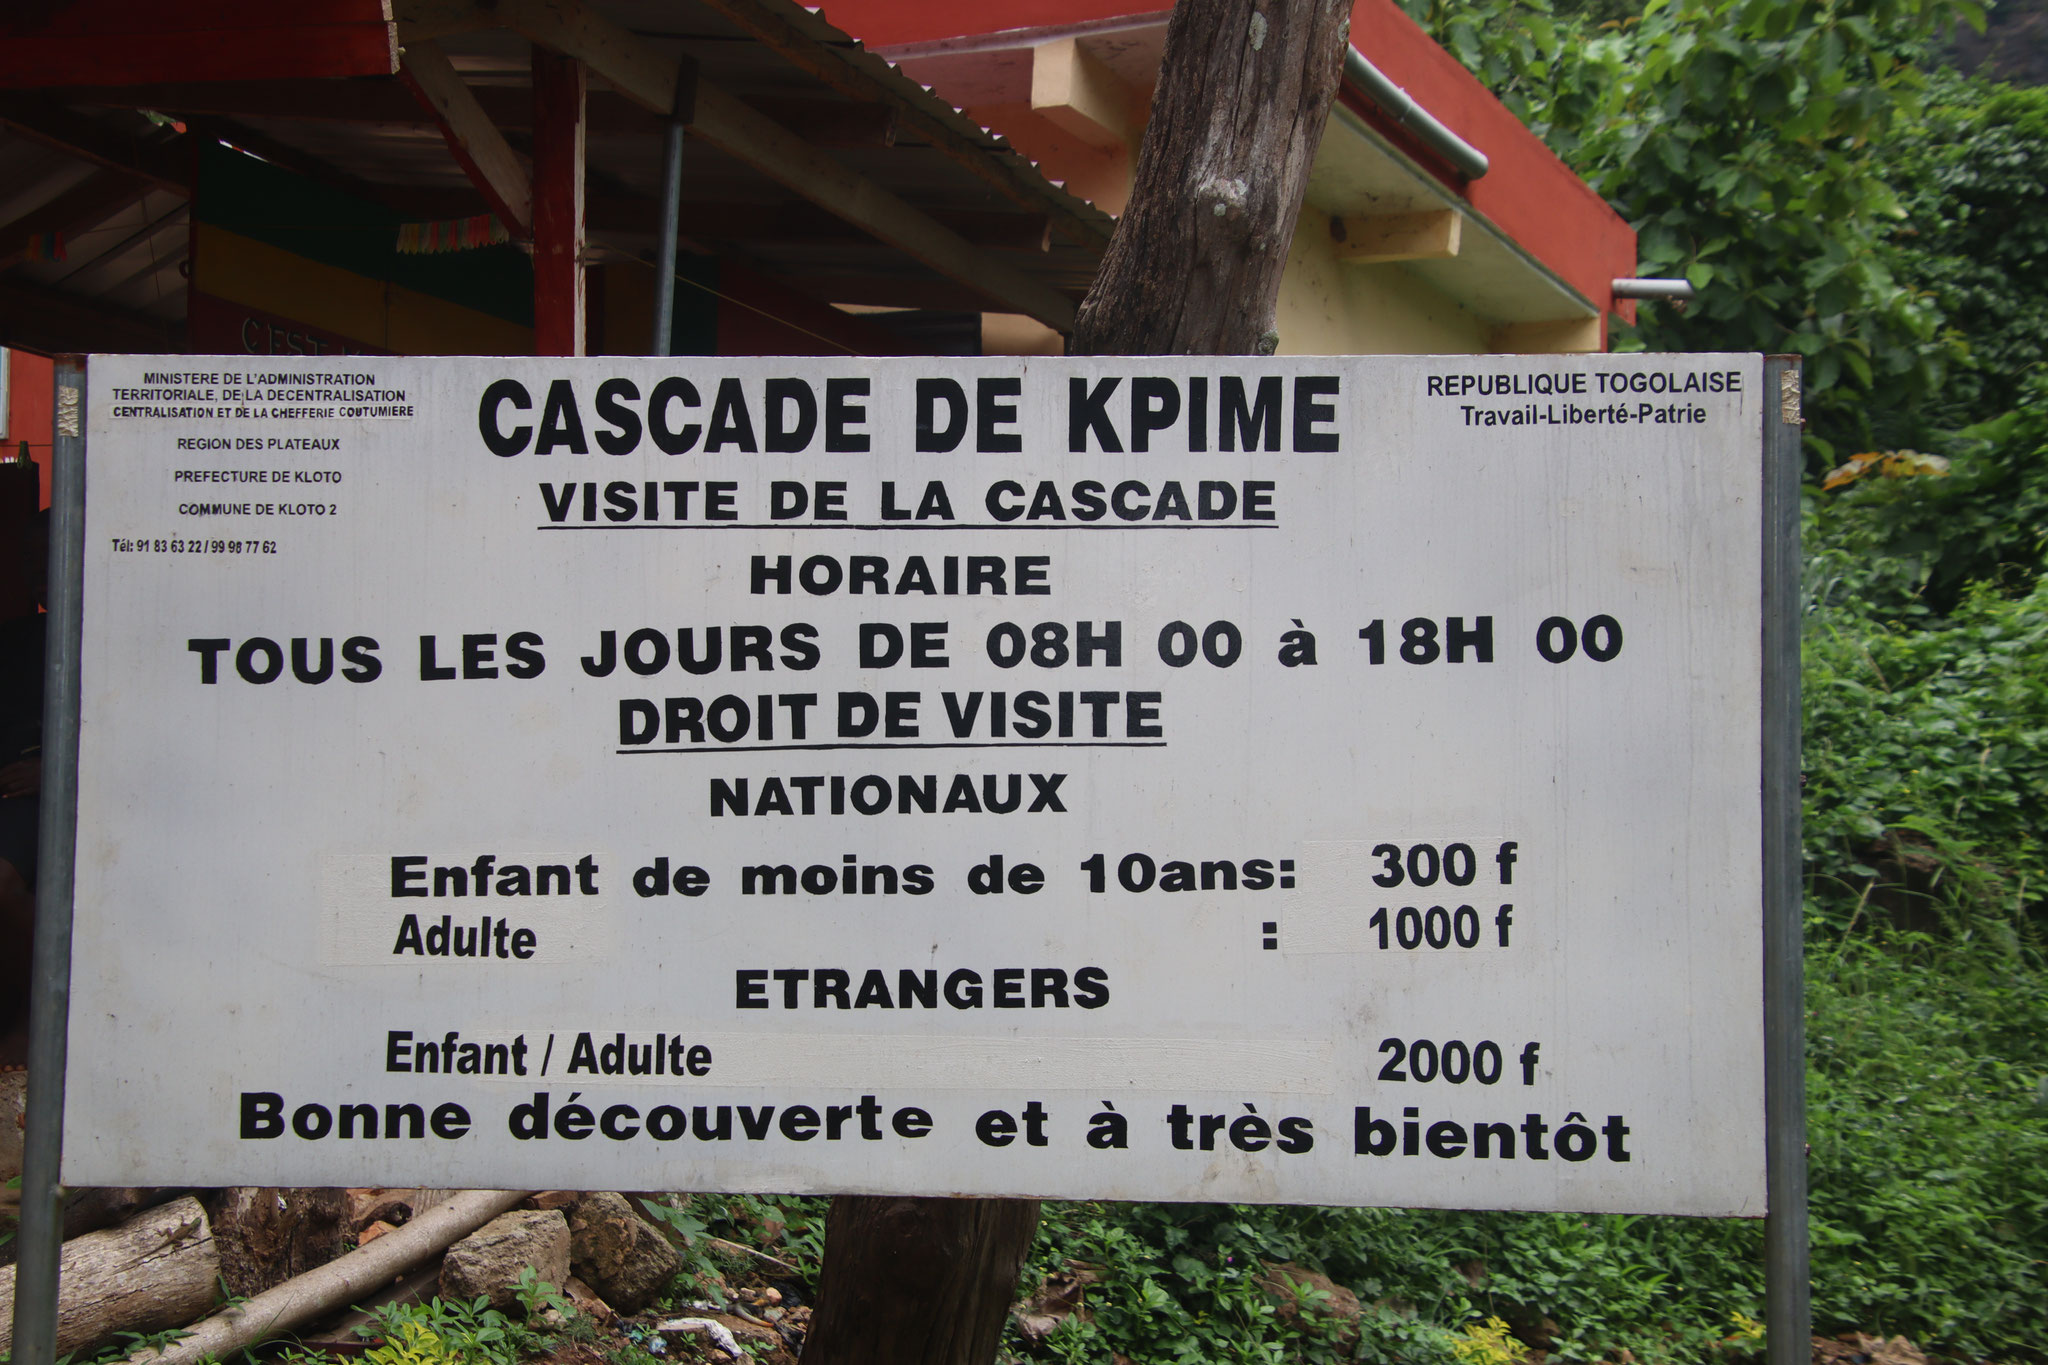 MINISTERE DE L'ADMINISTRATION
TERRITORIALE, DE LA DECENTRALISATION
CENTRALISATION ET DE LA CHEFFERIE COUTUMIERE
REGION DES PLATEAUX
PREFECTURE DE KLOTO
COMMUNE DE KLOTO 2
Tél: 91 83 63 22 / 99 98 77 62
REPUBLIQUE TOGOLAISE
Travail-Liberté-Patrie
CASCADE DE KPIME
VISITE DE LA CASCADE
HORAIRE
TOUS LES JOURS DE 08H 00 à 18H 00
DROIT DE VISITE
NATIONAUX
Enfant de moins de 10ans: 300 f
Adulte : 1000 f
ETRANGERS
Enfant / Adulte 2000 f
Bonne découverte et à très bientôt
C'EST